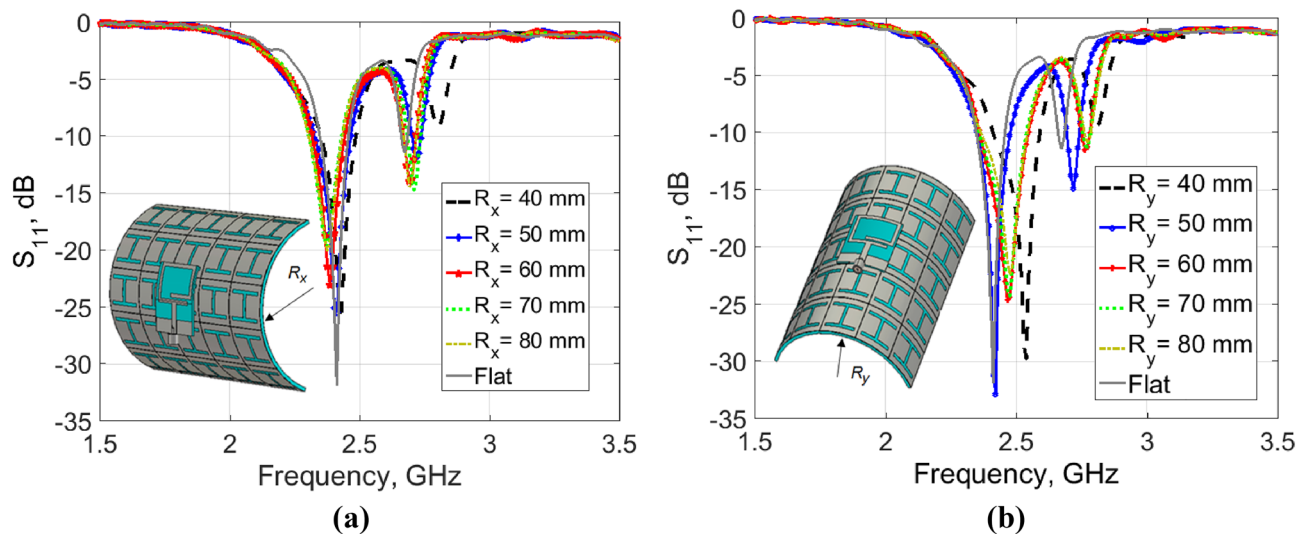 0
-5
-10
-15
-20
-25
-30
-35
S11, dB
1.5 2 2.5 3 3.5
Frequency, GHz
Rx
Rx= 40 mm
Rx= 50 mm
Rx= 60 mm
Rx= 70 mm
Rx= 80 mm
Flat
(a)
0
-5
-10
-15
-20
-25
-30
-35
S11, dB
1.5 2 2.5 3 3.5
Frequency, GHz
Ry
Ry= 40 mm
Ry= 50 mm
Ry= 60 mm
Ry= 70 mm
Ry= 80 mm
Flat
(b)